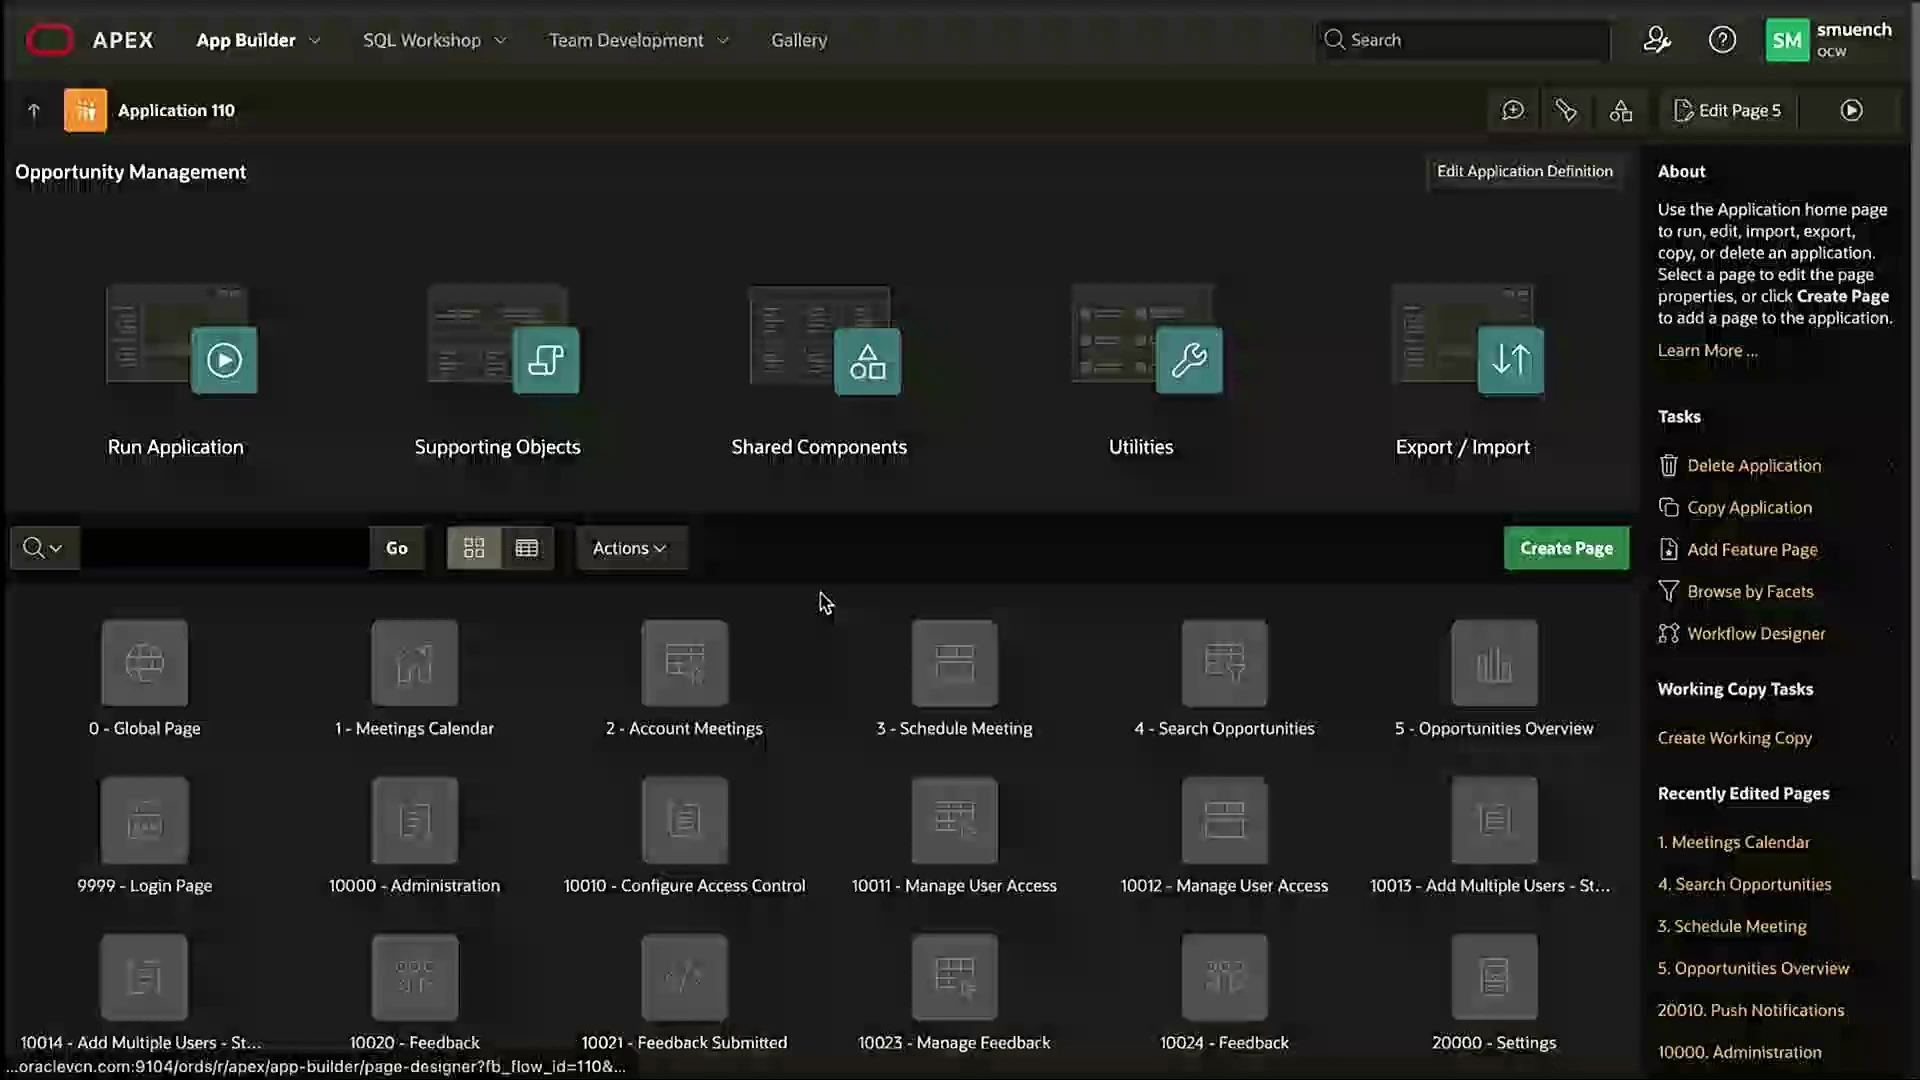 APEX
App Builder
SQL Workshop
Team Development
Gallery
Search
SM
smuench
OCW
Application 110
Edit Page 5
Opportunity Management
Edit Application Definition
Run Application
Supporting Objects
Shared Components
Utilities
Export / Import
Go
Actions
Create Page
0 - Global Page
1 - Meetings Calendar
2 - Account Meetings
3 - Schedule Meeting
4 - Search Opportunities
5 - Opportunities Overview
9999 - Login Page
10000 - Administration
10010 - Configure Access Control
10011 - Manage User Access
10012 - Manage User Access
10013 - Add Multiple Users - St...
10014 - Add Multiple Users - St...
10020 - Feedback
10021 - Feedback Submitted
10023 - Manage Feedback
10024 - Feedback
20000 - Settings
...oraclevcn.com:9104/ords/r/apex/app-builder/page-designer?fb_flow_id=110&...
About
Use the Application home page
to run, edit, import, export,
copy, or delete an application.
Select a page to edit the page
properties, or click Create Page
to add a page to the application.
Learn More ...
Tasks
Delete Application
Copy Application
Add Feature Page
Browse by Facets
Workflow Designer
Working Copy Tasks
Create Working Copy
Recently Edited Pages
1. Meetings Calendar
4. Search Opportunities
3. Schedule Meeting
5. Opportunities Overview
20010. Push Notifications
10000. Administration